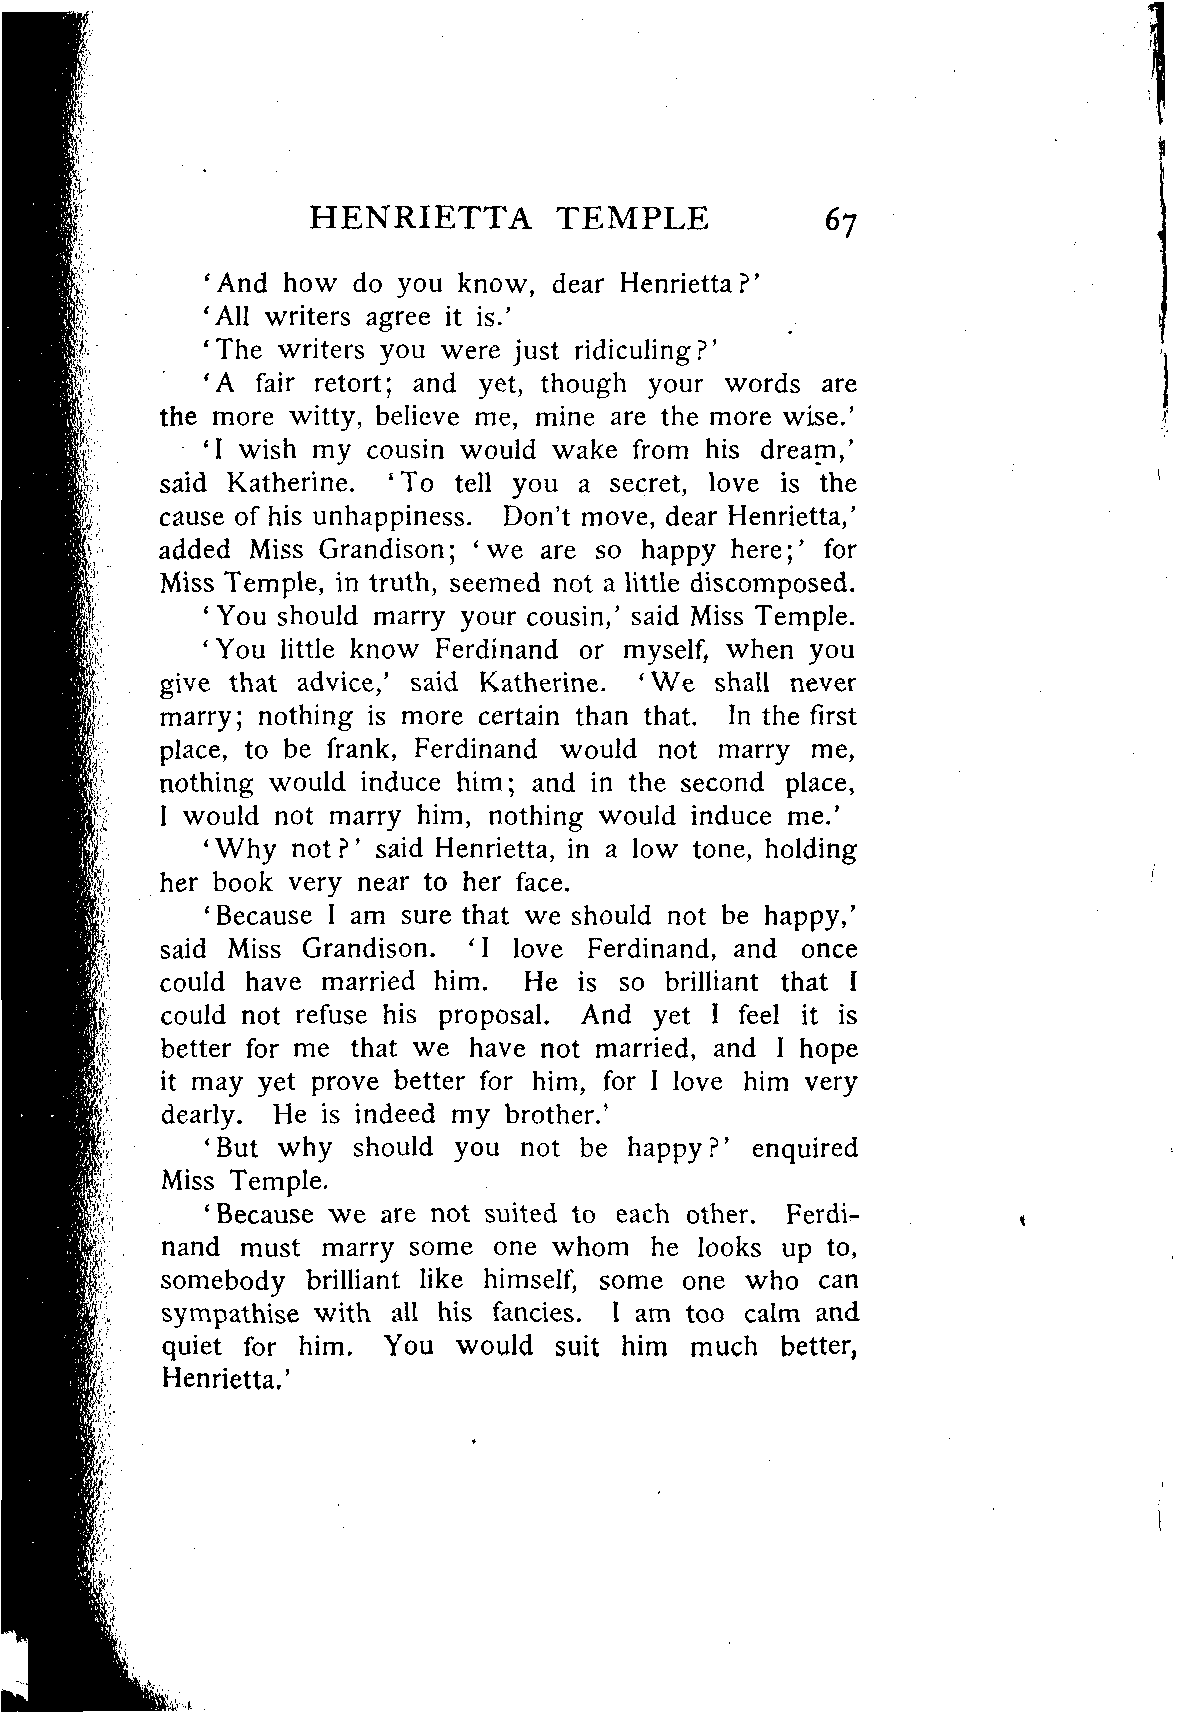 HENRIETTA TEMPLE 67
‘And how do you know, dear Henrietta?’
‘All writers agree it is.’
‘The writers you were just ridiculing?’
‘A fair retort; and yet, though your words are
the more witty, believe me, mine are the more wise.’
‘I wish my cousin would wake from his dream,’
said Katherine. ‘To tell you a secret, love is the
cause of his unhappiness. Don’t move, dear Henrietta,’
added Miss Grandison; ‘we are so happy here;’ for
Miss Temple, in truth, seemed not a little discomposed.
‘You should marry your cousin,’ said Miss Temple.
‘You little know Ferdinand or myself, when you
give that advice,’ said Katherine. ‘We shall never
marry; nothing is more certain than that. In the first
place, to be frank, Ferdinand would not marry me,
nothing would induce him; and in the second place,
I would not marry him, nothing would induce me.’
‘Why not?’ said Henrietta, in a low tone, holding
her book very near to her face.
‘Because I am sure that we should not be happy,’
said Miss Grandison. ‘I love Ferdinand, and once
could have married him. He is so brilliant that I
could not refuse his proposal. And yet I feel it is
better for me that we have not married, and I hope
it may yet prove better for him, for I love him very
dearly. He is indeed my brother.’
‘But why should you not be happy?’ enquired
Miss Temple.
‘Because we are not suited to each other. Ferdi-
nand must marry some one whom he looks up to,
somebody brilliant like himself, some one who can
sympathise with all his fancies. I am too calm and
quiet for him. You would suit him much better,
Henrietta.’